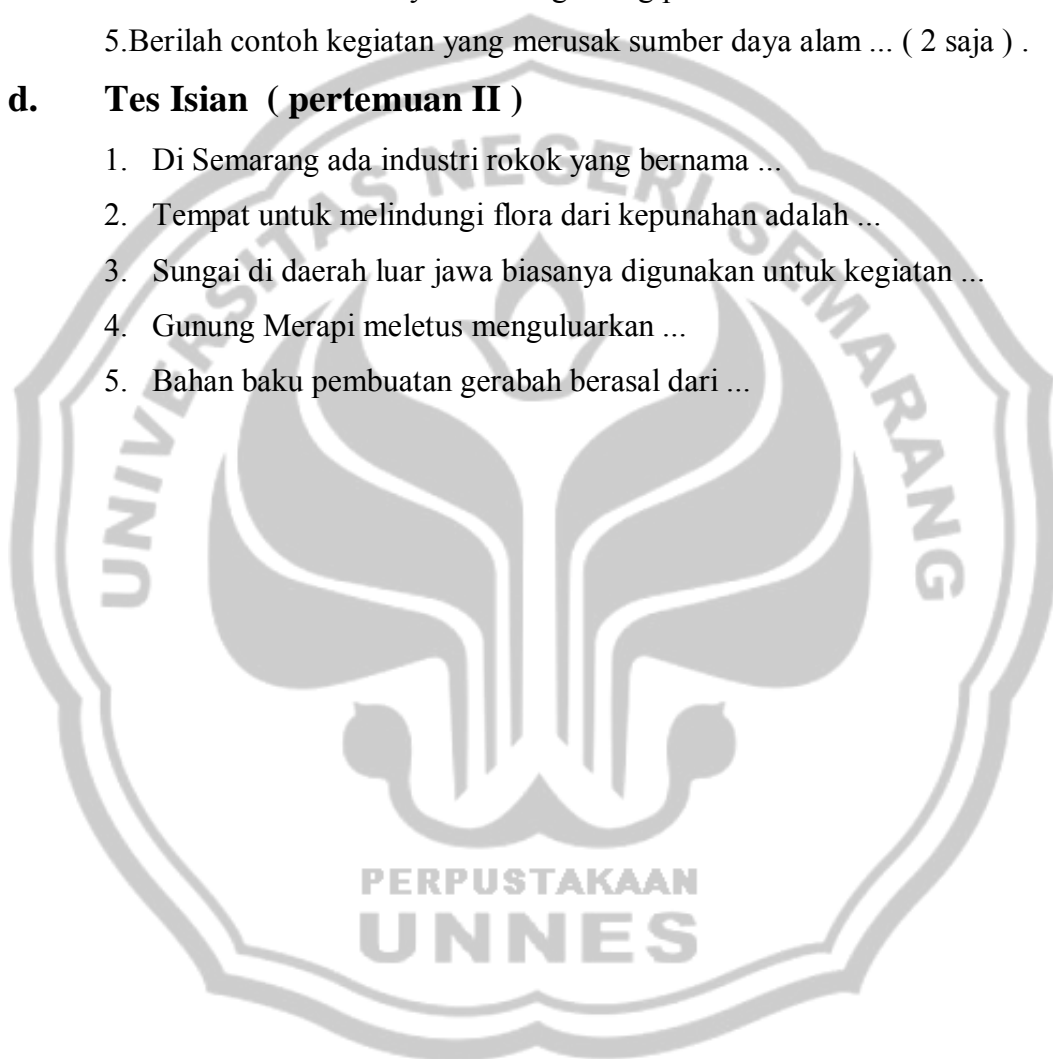 5.Berilah contoh kegiatan yang merusak sumber daya alam ... ( 2 saja ) .
d. Tes Isian ( pertemuan II )
1. Di Semarang ada industri rokok yang bernama ...
2. Tempat untuk melindungi flora dari kepunahan adalah ...
3. Sungai di daerah luar jawa biasanya digunakan untuk kegiatan ...
4. Gunung Merapi meletus menguluarkan ...
5. Bahan baku pembuatan gerabah berasal dari ...
UNIVERSITAS NEGERI SEMARANG
PERPUSTAKAAN
UNNES